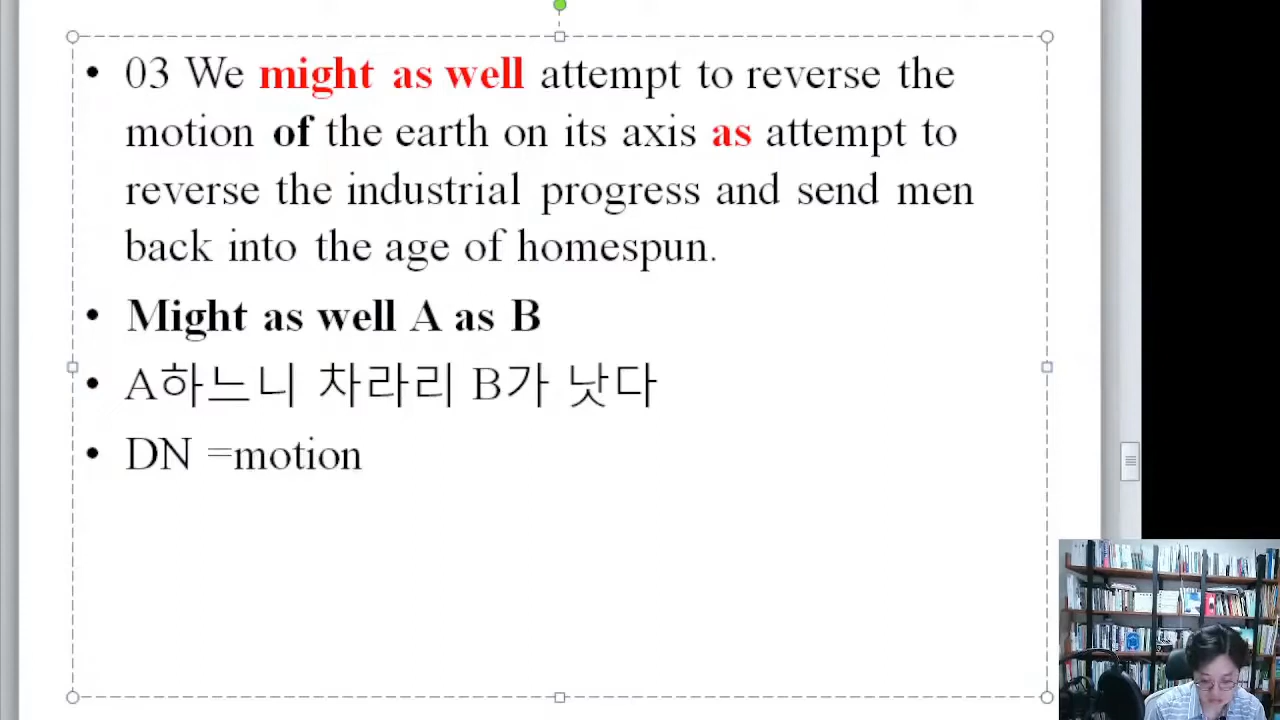 • 03 We might as well attempt to reverse the
motion of the earth on its axis as attempt to
reverse the industrial progress and send men
back into the age of homespun.
• Might as well A as B
• A하느니 차라리 B가 낫다
• DN =motion